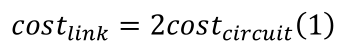 cost_link = 2cost_circuit(1)